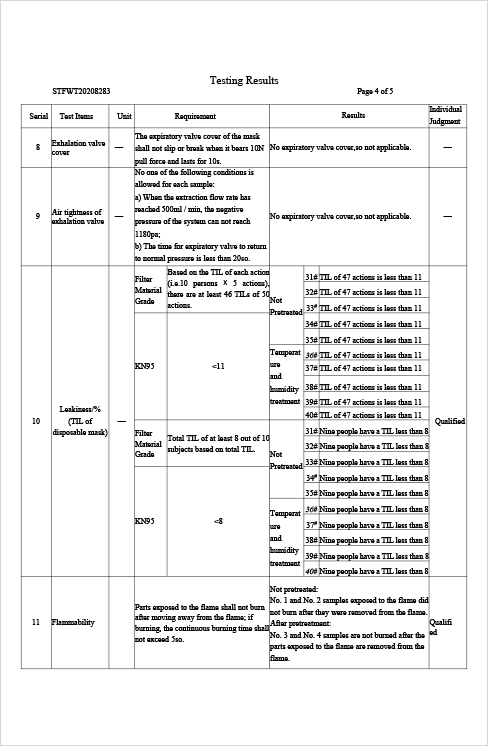 Testing Results
STFWT20208283 Page 4 of 5
Serial Test Items Unit Requirement Results Individual
Judgment
8 Exhalation valve
cover
—
The expiratory valve cover of the mask
shall not slip or break when it bears 10N
pull force and lasts for 10s.
No expiratory valve cover,so not applicable.
—
9 Air tightness of
exhalation valve
—
No one of the following conditions is
allowed for each sample:
a) When the extraction flow rate has
reached 500ml / min, the negative
pressure of the system can not reach
1180pa;
b) The time for expiratory valve to return
to normal pressure is less than 20so.
No expiratory valve cover,so not applicable.
—
10 Leakiness/%
(TIL of
disposable mask)
—
Filter
Material
Grade
Based on the TIL of each action
(i.e.10 persons × 5 actions),
there are at least 46 TILs of 50
actions.
KN95 <11
Not
Pretreated
31# TIL of 47 actions is less than 11
32# TIL of 47 actions is less than 11
33# TIL of 47 actions is less than 11
34# TIL of 47 actions is less than 11
35# TIL of 47 actions is less than 11
Temperat
ure
and
humidity
treatment
36# TIL of 47 actions is less than 11
37# TIL of 47 actions is less than 11
38# TIL of 47 actions is less than 11
39# TIL of 47 actions is less than 11
40# TIL of 47 actions is less than 11
Filter
Material
Grade
Total TIL of at least 8 out of 10
subjects based on total TIL.
KN95 <8
Not
Pretreated
31# Nine people have a TIL less than 8
32# Nine people have a TIL less than 8
33# Nine people have a TIL less than 8
34# Nine people have a TIL less than 8
35# Nine people have a TIL less than 8
Temperat
ure
and
humidity
treatment
36# Nine people have a TIL less than 8
37# Nine people have a TIL less than 8
38# Nine people have a TIL less than 8
39# Nine people have a TIL less than 8
40# Nine people have a TIL less than 8
Qualified
11 Flammability
Parts exposed to the flame shall not burn
after moving away from the flame; if
burning, the continuous burning time shall
not exceed 5so.
Not pretreated:
No. 1 and No. 2 samples exposed to the flame did
not burn after they were removed from the flame.
After pretreatment:
No. 3 and No. 4 samples are not burned after the
parts exposed to the flame are removed from the
flame.
Qualifi
ed